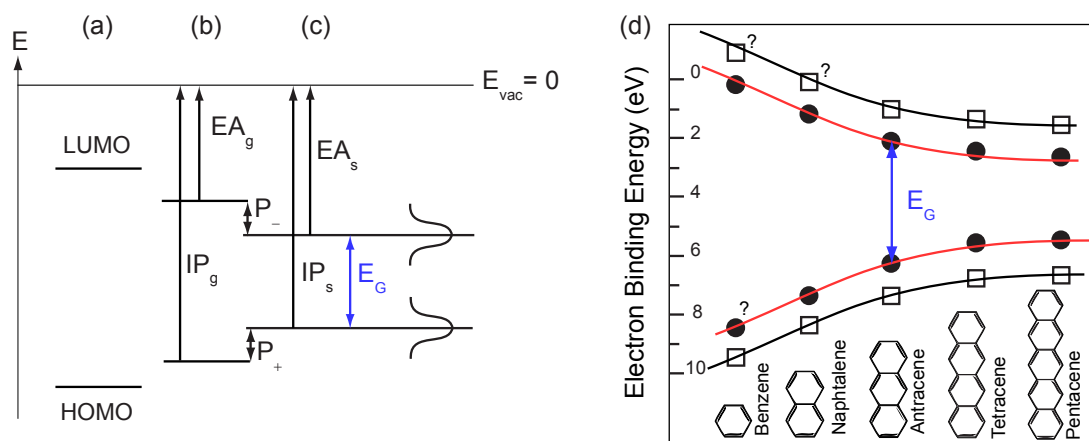 (a) (b) (c)
E
E_vac = 0
EA_g
LUMO
EA_s
P_−
IP_g
IP_s
E_G
P_+
HOMO
(d)
Electron Binding Energy (eV)
0
2
4
6
8
10
?
?
E_G
?
Benzene
Naphtalene
Antracene
Tetracene
Pentacene